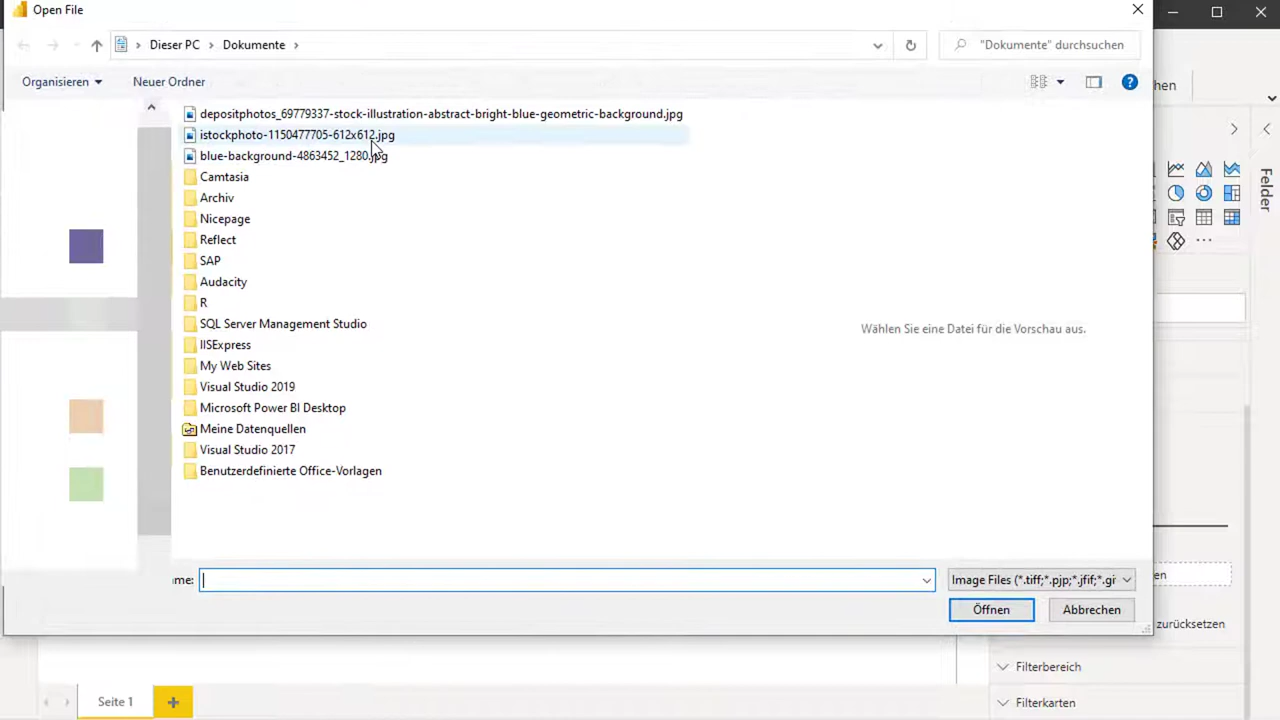 Open File
Dieser PC
Dokumente
"Dokumente" durchsuchen
Organisieren
Neuer Ordner
hen
depositphotos_69779337-stock-illustration-abstract-bright-blue-geometric-background.jpg
istockphoto-1150477705-612x612.jpg
blue-background-4863452_1280.jpg
Camtasia
Archiv
Nicepage
Reflect
SAP
Audacity
R
SQL Server Management Studio
IISExpress
My Web Sites
Visual Studio 2019
Microsoft Power BI Desktop
Meine Datenquellen
Visual Studio 2017
Benutzerdefinierte Office-Vorlagen
Wählen Sie eine Datei für die Vorschau aus.
Felder
me:
Image Files (*.tiff;*.pjp;*.jfif;*.gi
en
Öffnen
Abbrechen
zurücksetzen
Filterbereich
Seite 1
Filterkarten